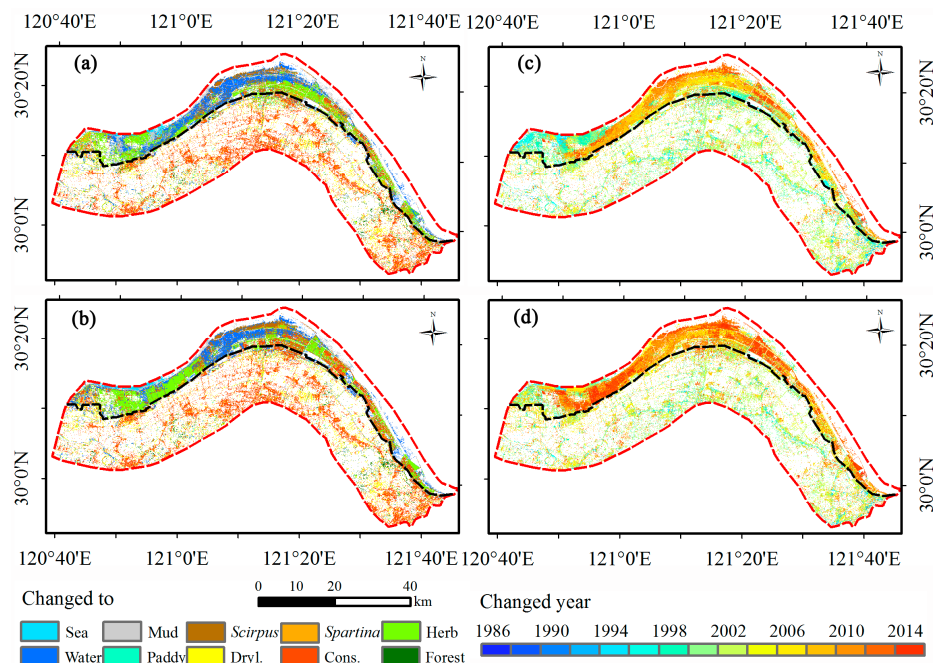 120°40'E 121°0'E 121°20'E 121°40'E 120°40'E 121°0'E 121°20'E 121°40'E
(a) N (c) N
30°20'N 30°20'N
30°0'N 30°0'N
(b) N (d) N
30°20'N 30°20'N
30°0'N 30°0'N
120°40'E 121°0'E 121°20'E 121°40'E 120°40'E 121°0'E 121°20'E 121°40'E
0 10 20 40
km
Changed to Changed year
Sea Mud Scirpus Spartina Herb
1986 1990 1994 1998 2002 2006 2010 2014
Water Paddy Dryl. Cons. Forest